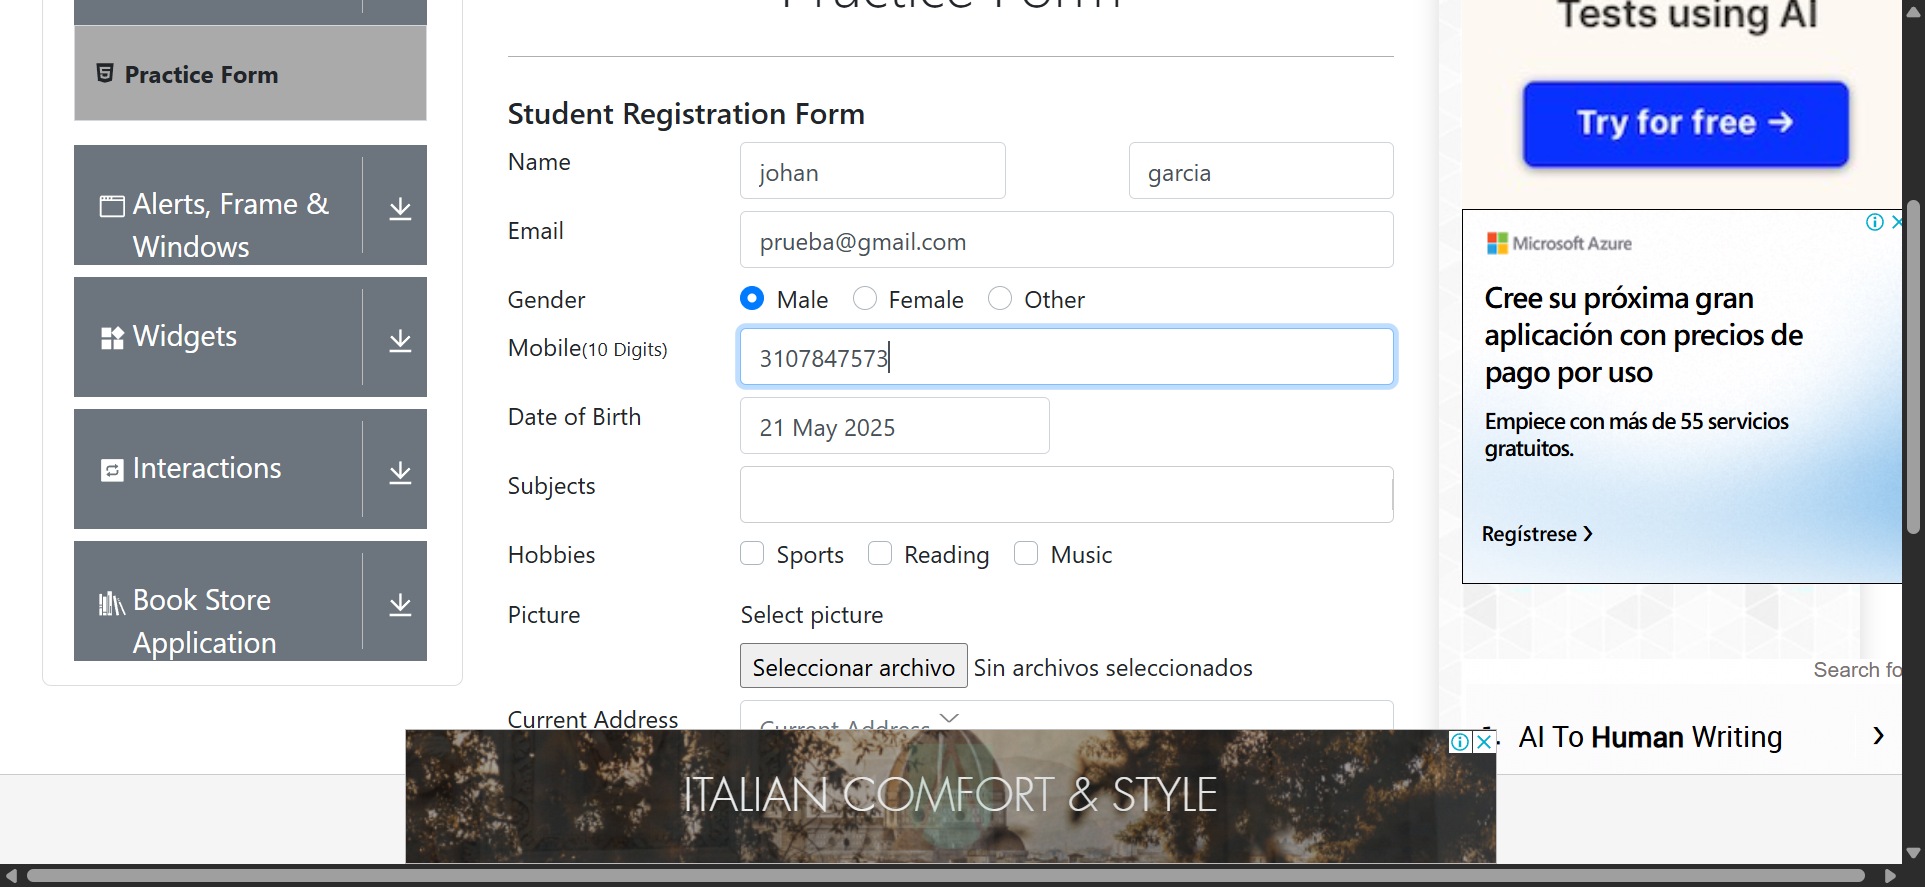 Practice Form
Practice Form
Alerts, Frame &
Windows
Widgets
Interactions
Book Store
Application
Student Registration Form
Name
johan
garcia
Email
prueba@gmail.com
Gender
Male
Female
Other
Mobile(10 Digits)
3107847573
Date of Birth
21 May 2025
Subjects
Hobbies
Sports
Reading
Music
Picture
Select picture
Seleccionar archivo
Sin archivos seleccionados
Current Address
Current Address
ITALIAN COMFORT & STYLE
Tests using AI
Try for free →
Microsoft Azure
Cree su próxima gran
aplicación con precios de
pago por uso
Empiece con más de 55 servicios
gratuitos.
Regístrese >
Search fo
AI To Human Writing